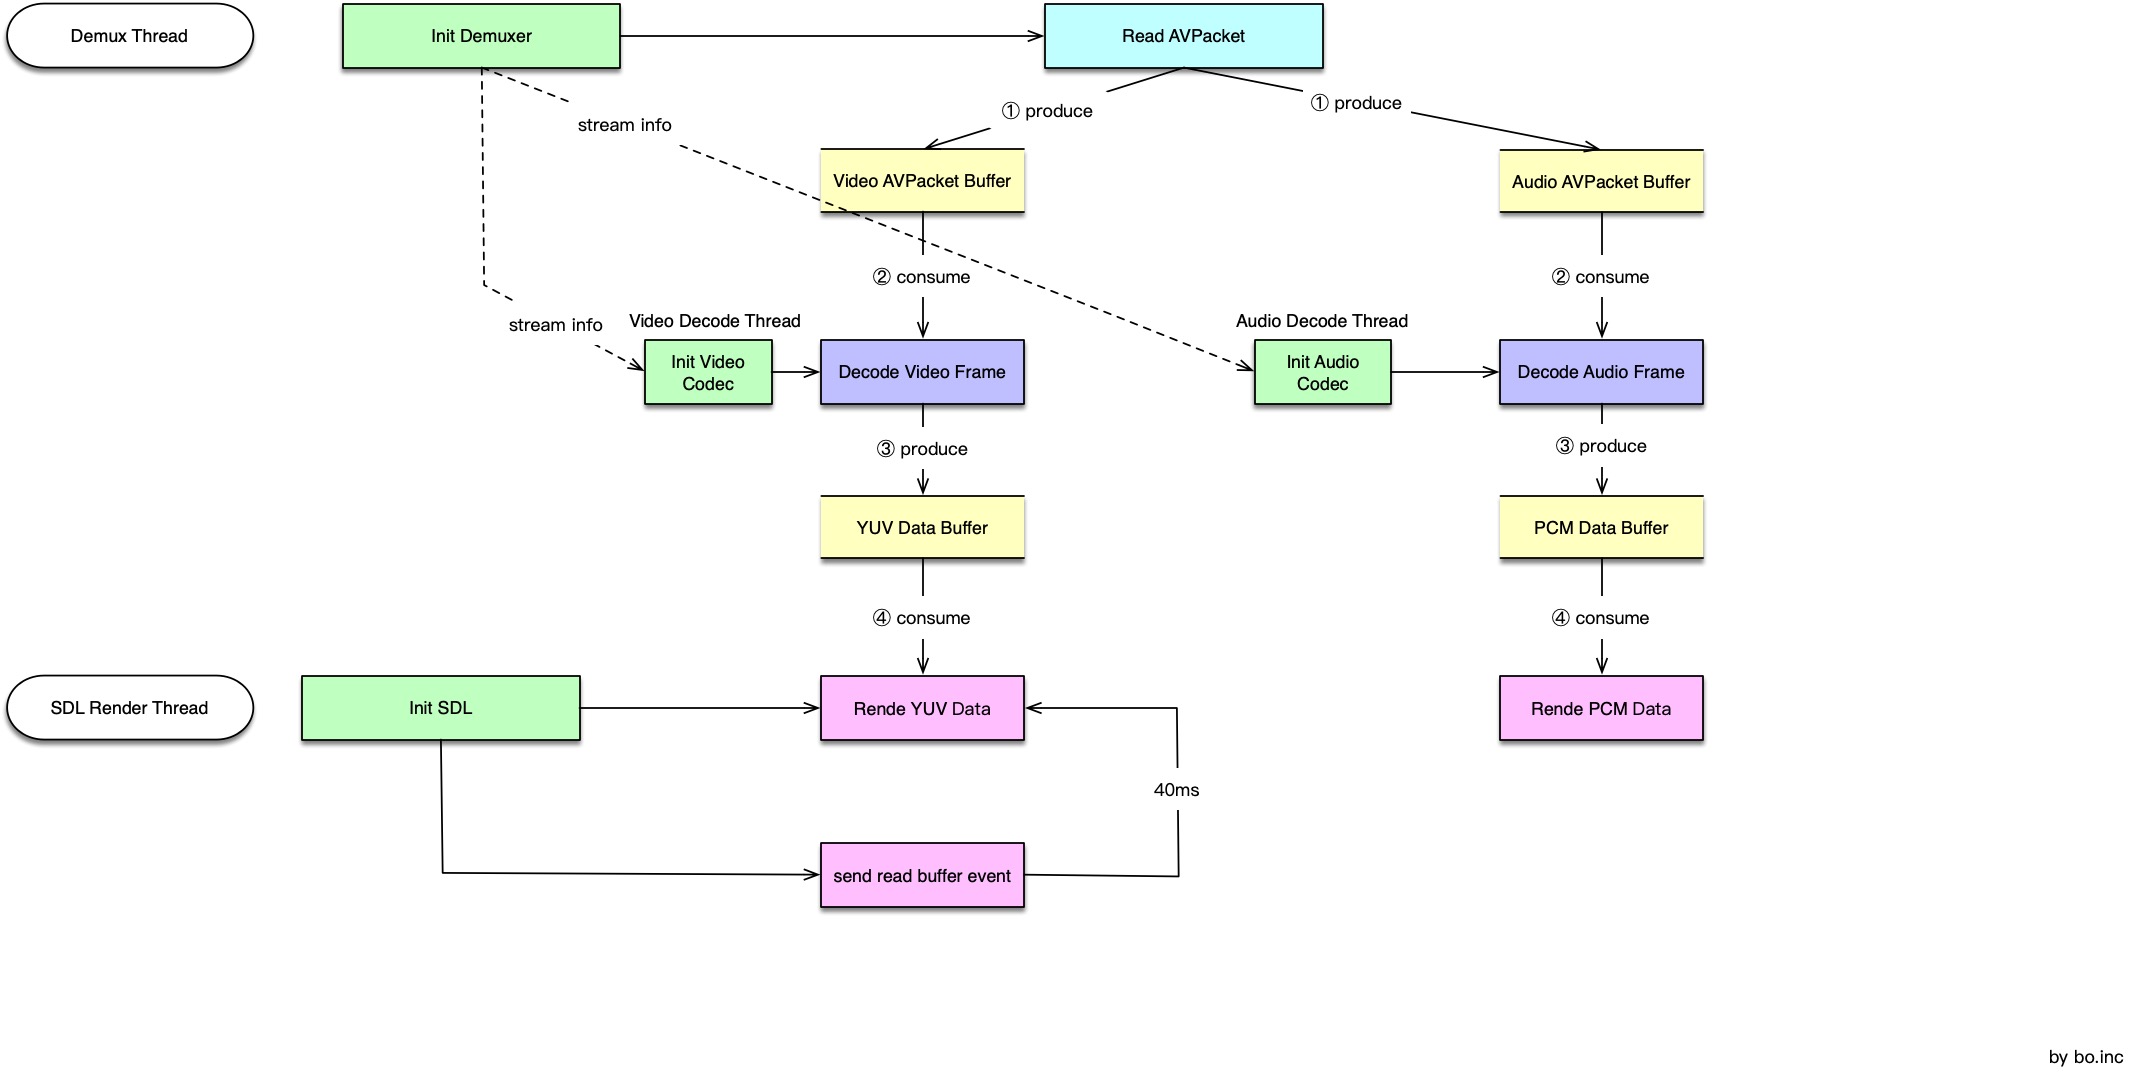 Demux Thread
Init Demuxer
Read AVPacket
① produce
① produce
stream info
Video AVPacket Buffer
Audio AVPacket Buffer
② consume
② consume
stream info
Video Decode Thread
Audio Decode Thread
Init Video
Codec
Decode Video Frame
Init Audio
Codec
Decode Audio Frame
③ produce
③ produce
YUV Data Buffer
PCM Data Buffer
④ consume
④ consume
SDL Render Thread
Init SDL
Rende YUV Data
Rende PCM Data
40ms
send read buffer event
by bo.inc